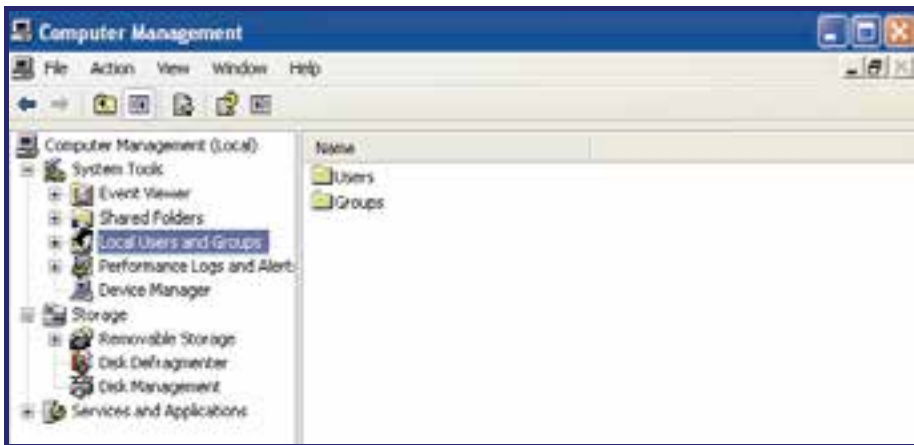 Computer Management
File Action View Window Help
Computer Management (Local)
System Tools
Event Viewer
Shared Folders
Local Users and Groups
Performance Logs and Alert
Device Manager
Storage
Removable Storage
Disk Defragmenter
Disk Management
Services and Applications
Name
Users
Groups